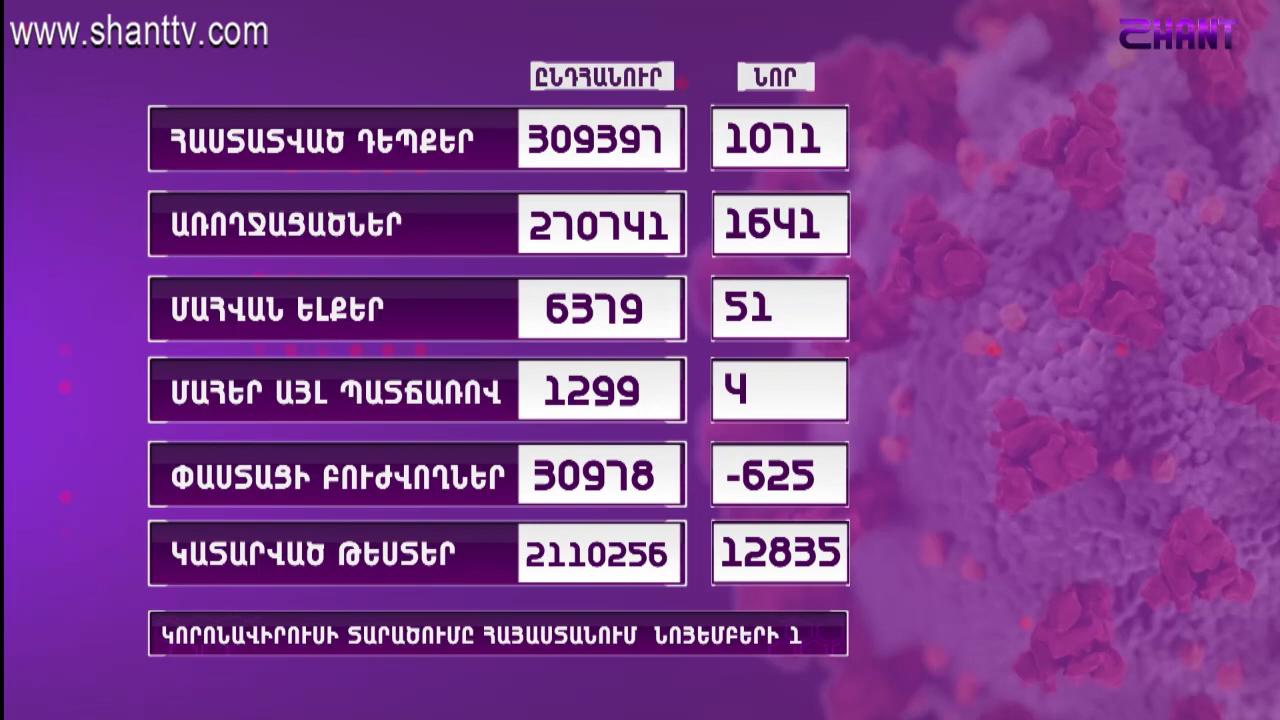 www.shanttv.com
SHANT
ԸՆԴՀԱՆՈՒՐ ՆՈՐ
ՀԱՍՏԱՏՎԱԾ ԴԵՊՔԵՐ 309397 1071
ԱՌՈՂՋԱՑԱԾՆԵՐ 270741 1641
ՄԱՀՎԱՆ ԵԼՔԵՐ 6379 51
ՄԱՀԵՐ ԱՅԼ ՊԱՏՃԱՌՈՎ 1299 4
ՓԱՍՏԱՑԻ ԲՈՒԺՎՈՂՆԵՐ 30978 -625
ԿԱՏԱՐՎԱԾ ԹԵՍՏԵՐ 2110256 12835
ԿՈՐՈՆԱՎԻՐՈՒՍԻ ՏԱՐԱԾՈՒՄԸ ՀԱՅԱՍՏԱՆՈՒՄ ՆՈՅԵՄԲԵՐԻ 1